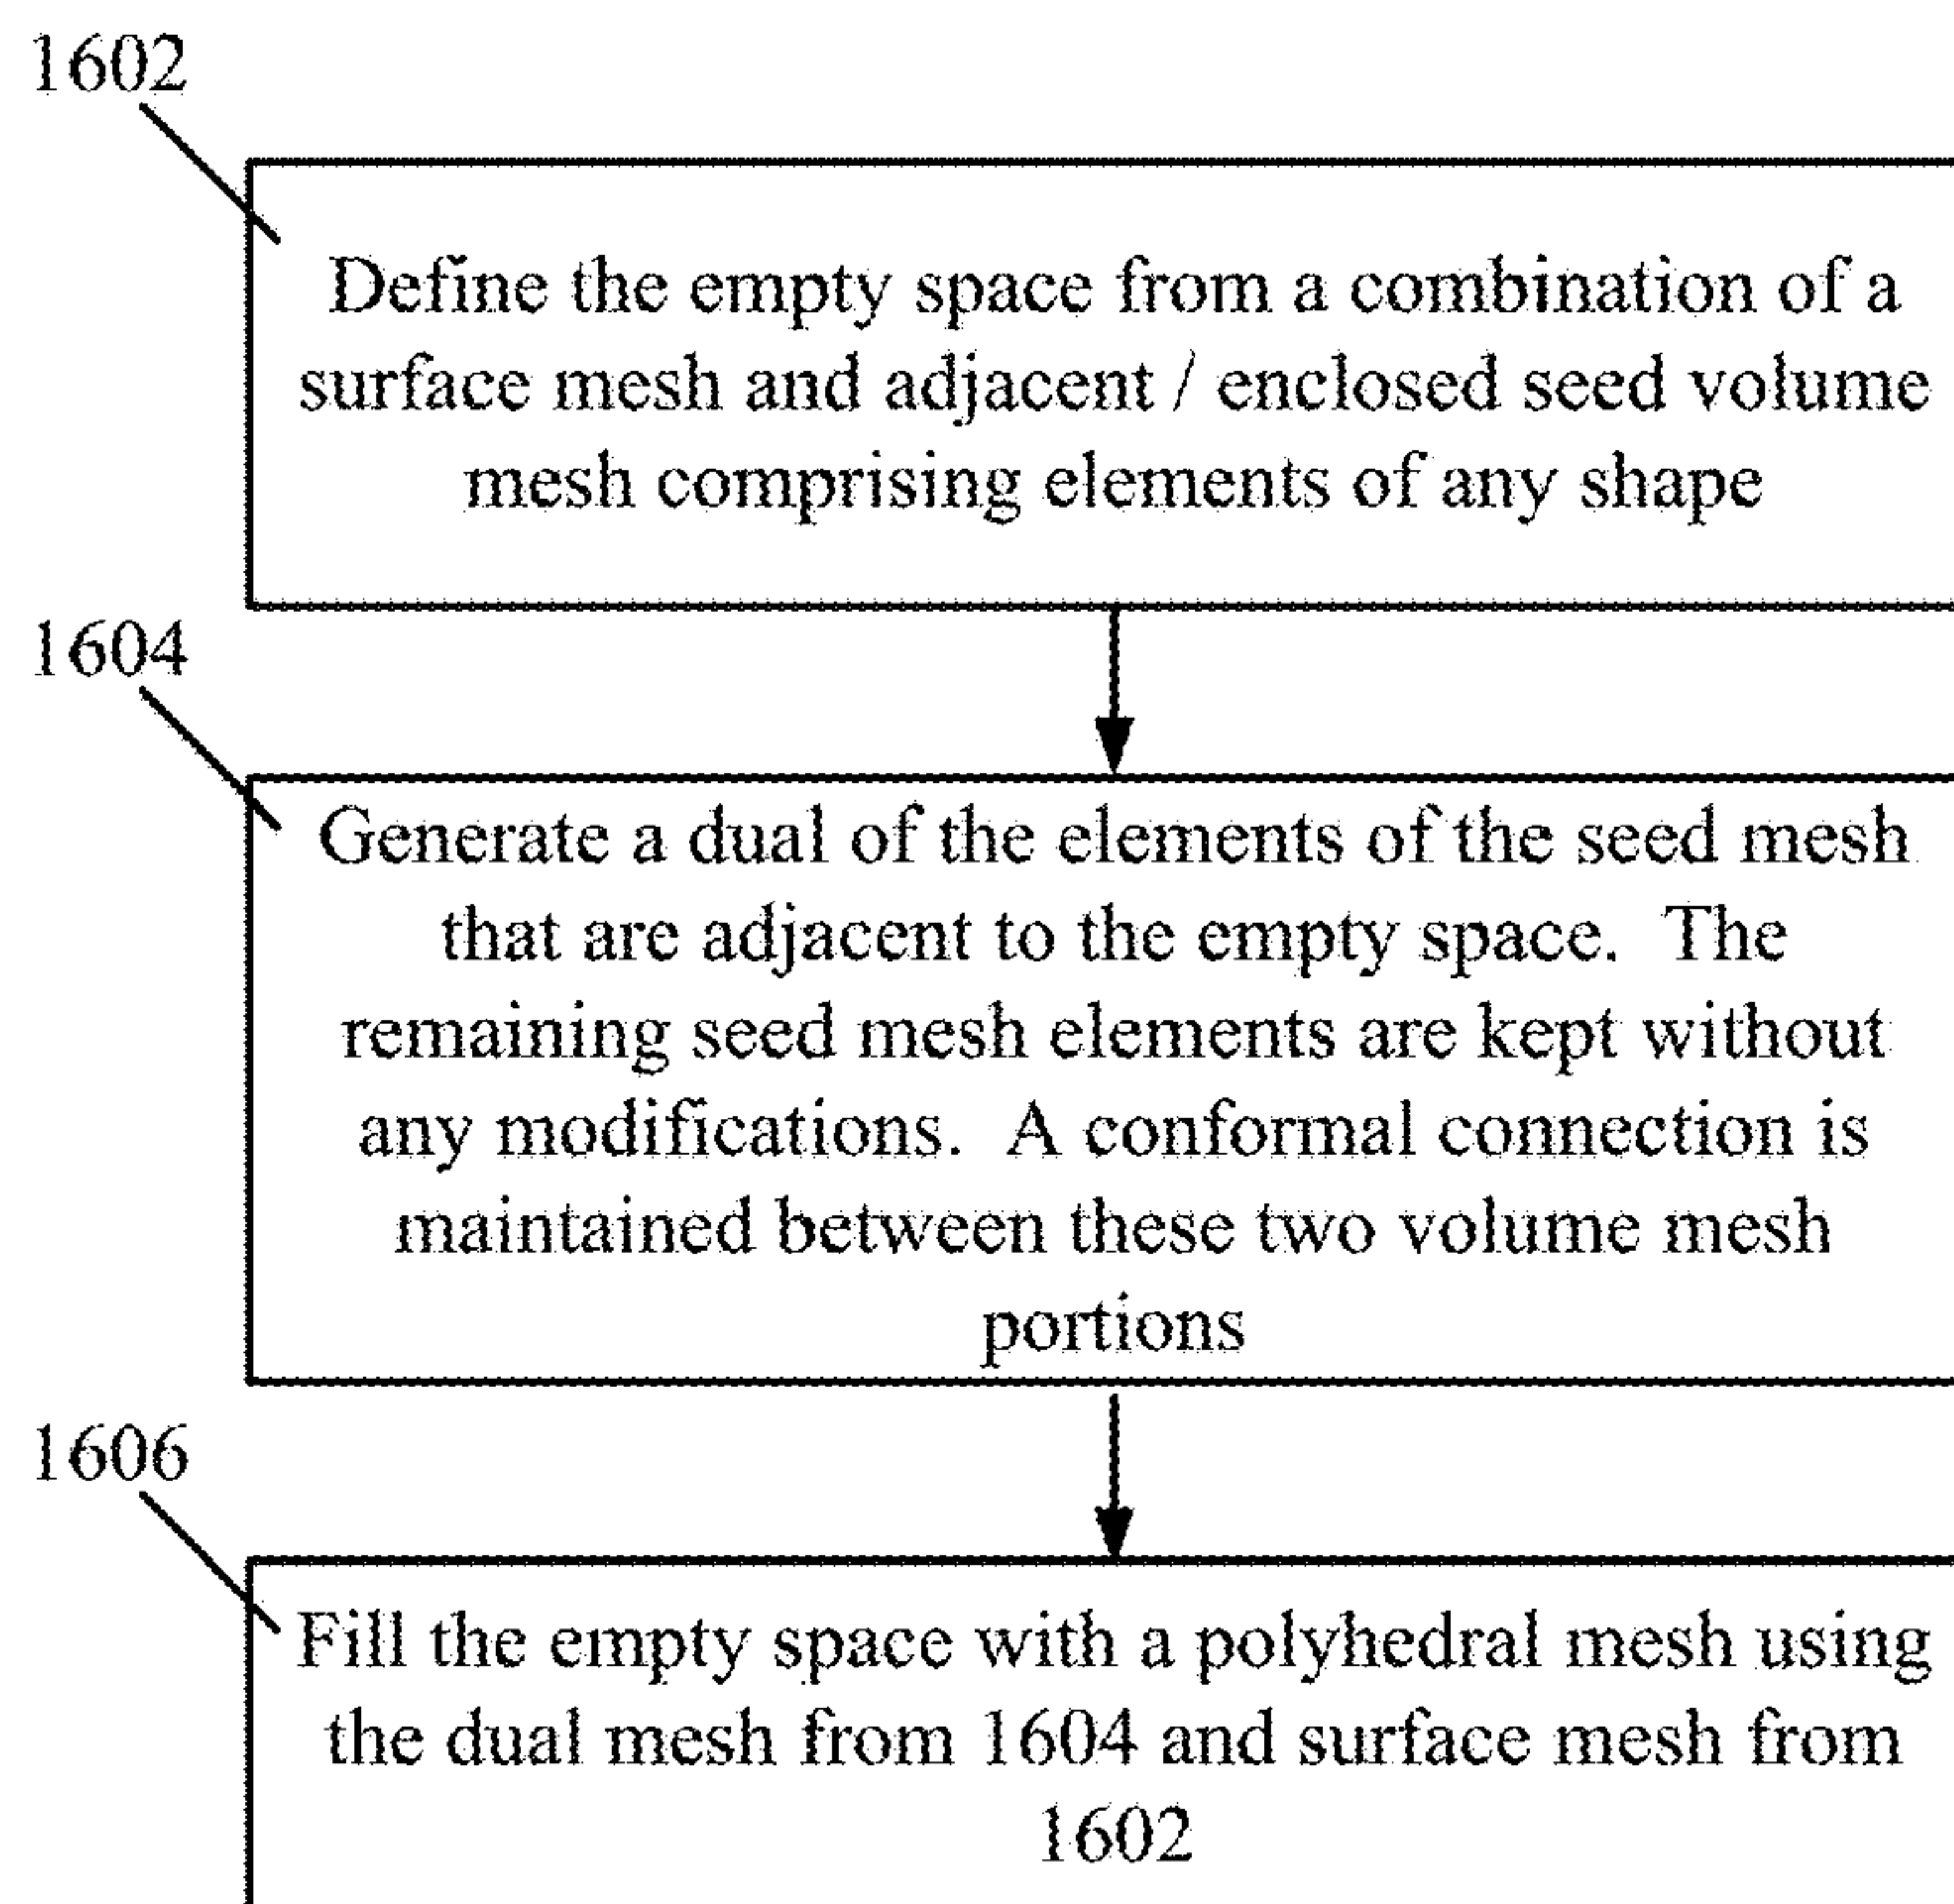 1602
Define the empty space from a combination of a
surface mesh and adjacent / enclosed seed volume
mesh comprising elements of any shape
1604
Generate a dual of the elements of the seed mesh
that are adjacent to the empty space. The
remaining seed mesh elements are kept without
any modifications. A conformal connection is
maintained between these two volume mesh
portions
1606
Fill the empty space with a polyhedral mesh using
the dual mesh from 1604 and surface mesh from
1602